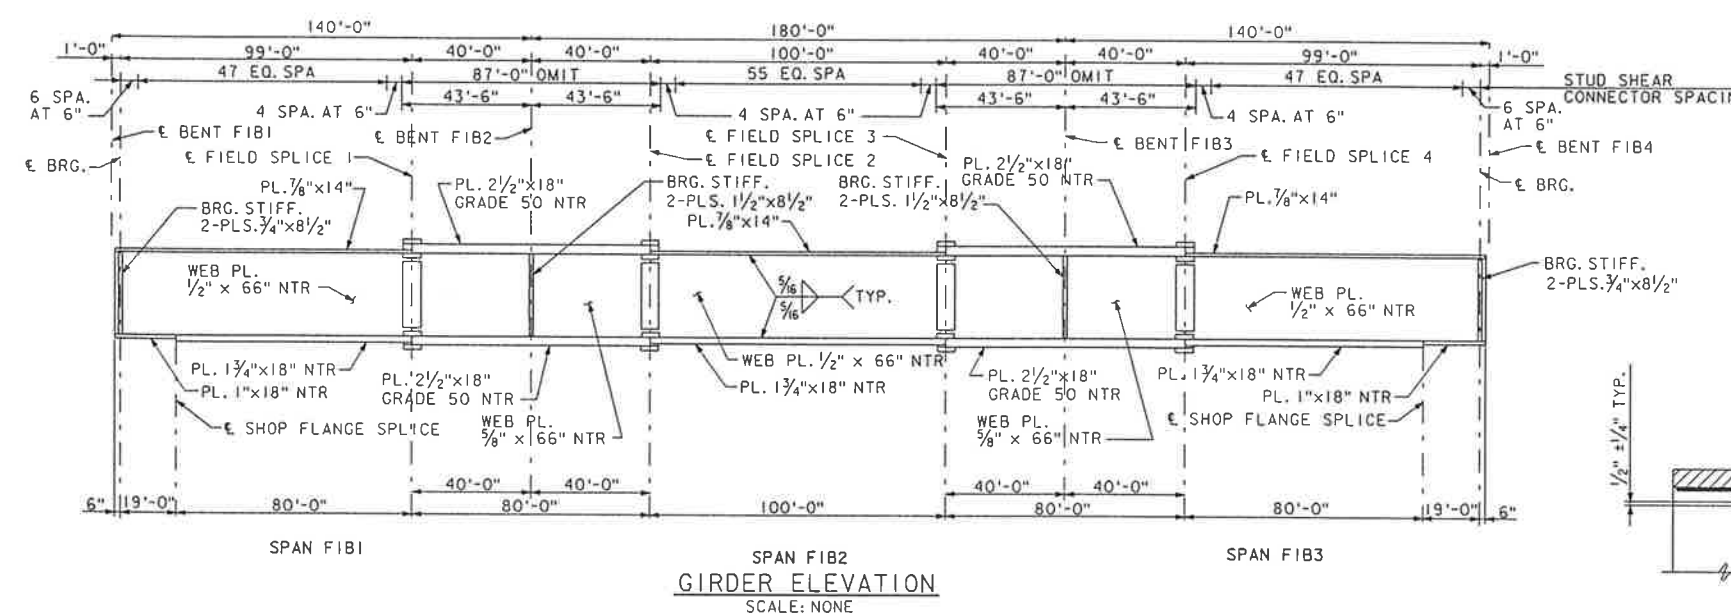 140'-0" 180'-0" 140'-0"
1'-0" 99'-0" 40'-0" 40'-0" 100'-0" 40'-0" 40'-0" 99'-0" 1'-0"
47 EQ. SPA 87'-0" OMIT 55 EQ. SPA 87'-0" OMIT 47 EQ. SPA
STUD SHEAR
CONNECTOR SPACIN
6 SPA.
AT 6"
43'-6" 43'-6" 43'-6" 43'-6"
4 SPA. AT 6" 4 SPA. AT 6" 4 SPA. AT 6"
6 SPA.
AT 6"
℄ BENT F1B1
℄ BENT F1B2
℄ FIELD SPLICE 3
℄ BENT F1B3
℄ BENT F1B4
℄ BRG.
℄ FIELD SPLICE 1
℄ FIELD SPLICE 2
℄ FIELD SPLICE 4
℄ BRG.
PL. 7/8"x14"
PL. 2 1/2"x18"
GRADE 50 NTR
BRG. STIFF.
2-PLS. 1 1/2"x8 1/2"
PL. 7/8"x14"
BRG. STIFF.
2-PLS. 1 1/2"x8 1/2"
PL. 2 1/2"x18"
GRADE 50 NTR
PL. 7/8"x14"
BRG. STIFF.
2-PLS. 3/4"x8 1/2"
BRG. STIFF.
2-PLS. 3/4"x8 1/2"
WEB PL.
1/2" x 66" NTR
5/16
5/16
TYP.
WEB PL.
1/2" x 66" NTR
WEB PL. 1/2" x 66" NTR
PL. 1 3/4"x18" NTR
PL. 1 3/4"x18" NTR
PL. 1"x18" NTR
PL. 2 1/2"x18"
GRADE 50 NTR
PL. 2 1/2"x18"
GRADE 50 NTR
PL. 1 3/4"x18" NTR
PL. 1"x18" NTR
℄ SHOP FLANGE SPLICE
WEB PL.
5/8" x 66" NTR
WEB PL.
5/8" x 66" NTR
℄ SHOP FLANGE SPLICE
1/2" ±1/4" TYP.
40'-0" 40'-0" 40'-0" 40'-0"
6" 19'-0" 80'-0" 80'-0" 100'-0" 80'-0" 80'-0" 19'-0" 6"
SPAN F1B1 SPAN F1B2 SPAN F1B3
GIRDER ELEVATION
SCALE: NONE